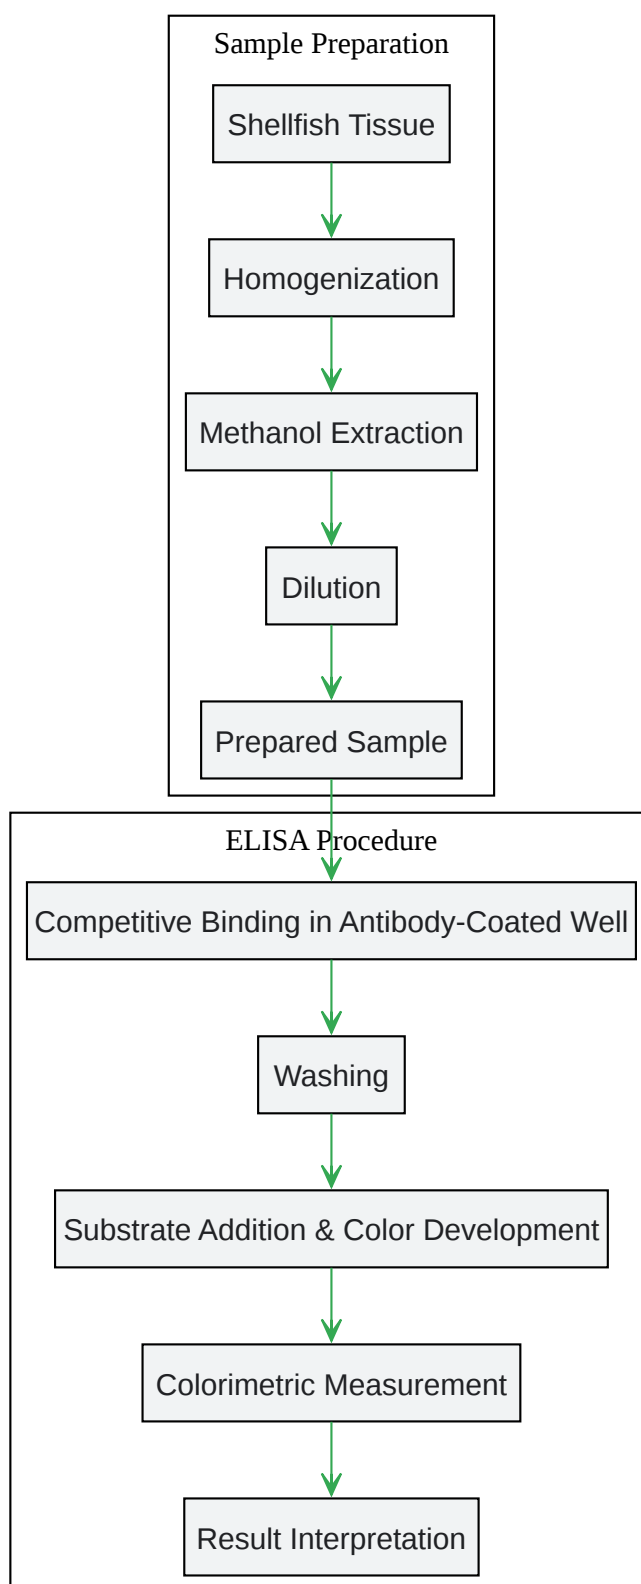 Sample Preparation
Shellfish Tissue
Homogenization
Methanol Extraction
Dilution
Prepared Sample
ELISA Procedure
Competitive Binding in Antibody-Coated Well
Washing
Substrate Addition & Color Development
Colorimetric Measurement
Result Interpretation